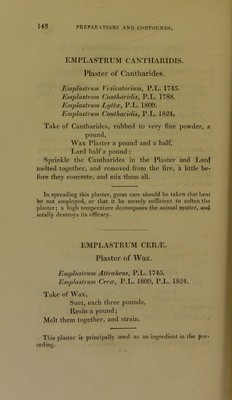 148 PREPARATIONS AND COMPOUNDS.
EMPLASTRUM CANTHARIDIS.
Plaster of Cantharides.
Emplastrum Vesicatorium, P.L. 1745.
Emplastrum Cantharidis, P.L. 1788.
Emplastrum Lyttæ, P.L. 1809.
Emplastrum Cantharidis, P.L. 1824.
Take of Cantharides, rubbed to very fine powder, a
pound,
Wax Plaster a pound and a half,
Lard half a pound;
Sprinkle the Cantharides in the Plaster and Lard
melted together, and removed from the fire, a little be-
fore they concrete, and mix them all.
In spreading this plaster, great care should be taken that heat
be not employed, or that it be merely sufficient to soften the
plaster; a high temperature decomposes the animal matter, and
totally destroys its efficacy.
EMPLASTRUM CERÆ.
Plaster of Wax.
Emplastrum Attrahens, P.L. 1745.
Emplastrum Ceræ, P.L. 1809, P.L. 1824.
Take of Wax,
Suet, each three pounds,
Resin a pound;
Melt them together, and strain.
This plaster is principally used as an ingredient in the pre-
ceding.